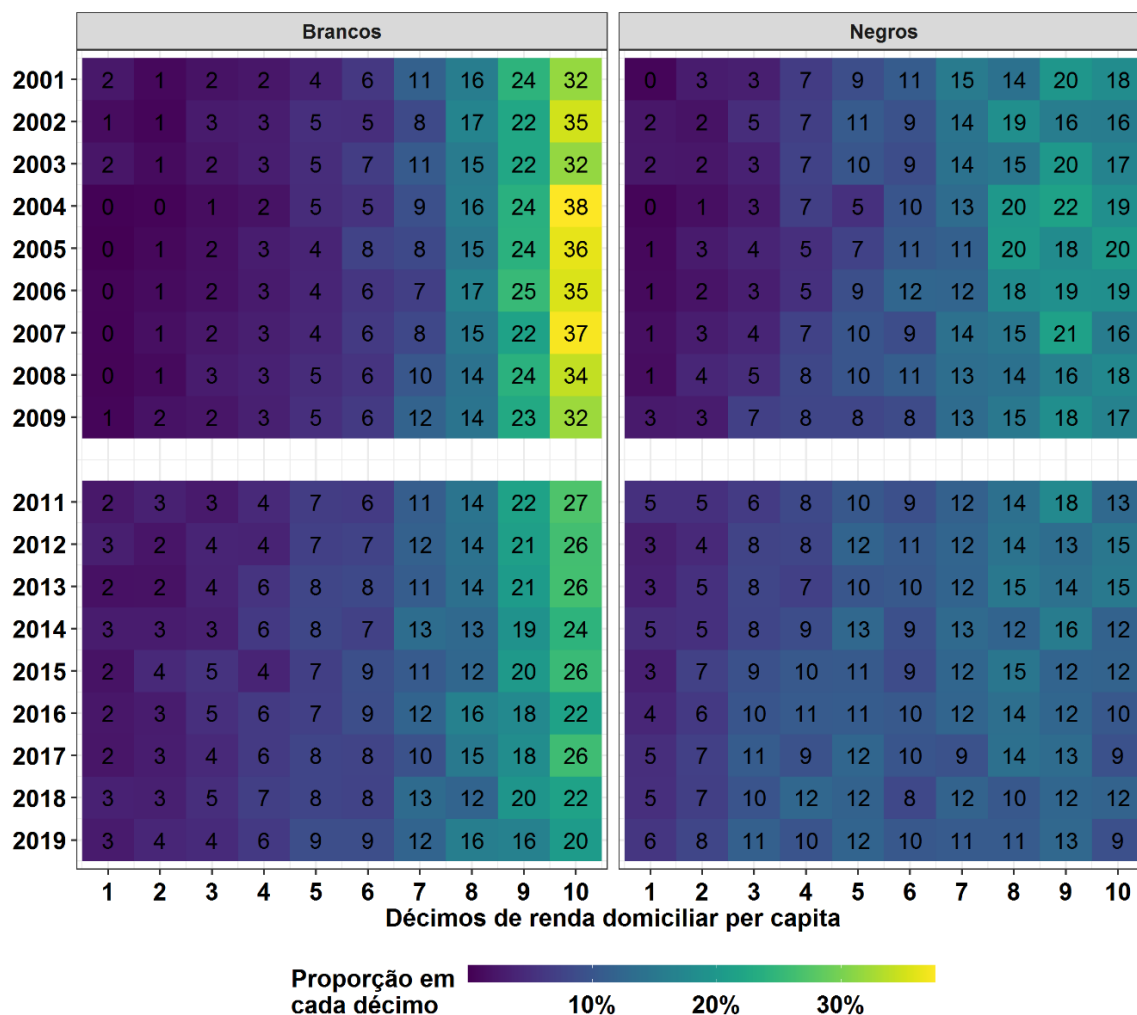 Brancos Negros
2001 2 1 2 2 4 6 11 16 24 32 0 3 3 7 9 11 15 14 20 18
2002 1 1 3 3 5 5 8 17 22 35 2 2 5 7 11 9 14 19 16 16
2003 2 1 2 3 5 7 11 15 22 32 2 2 3 7 10 9 14 15 20 17
2004 0 0 1 2 5 5 9 16 24 38 0 1 3 7 5 10 13 20 22 19
2005 0 1 2 3 4 8 8 15 24 36 1 3 4 5 7 11 11 20 18 20
2006 0 1 2 3 4 6 7 17 25 35 1 2 3 5 9 12 12 18 19 19
2007 0 1 2 3 4 6 8 15 22 37 1 3 4 7 10 9 14 15 21 16
2008 0 1 3 3 5 6 10 14 24 34 1 4 5 8 10 11 13 14 16 18
2009 1 2 2 3 5 6 12 14 23 32 3 3 7 8 8 8 13 15 18 17
2011 2 3 3 4 7 6 11 14 22 27 5 5 6 8 10 9 12 14 18 13
2012 3 2 4 4 7 7 12 14 21 26 3 4 8 8 12 11 12 14 13 15
2013 2 2 4 6 8 8 11 14 21 26 3 5 8 7 10 10 12 15 14 15
2014 3 3 3 6 8 7 13 13 19 24 5 5 8 9 13 9 13 12 16 12
2015 2 4 5 4 7 9 11 12 20 26 3 7 9 10 11 9 12 15 12 12
2016 2 3 5 6 7 9 12 16 18 22 4 6 10 11 11 10 12 14 12 10
2017 2 3 4 6 8 8 10 15 18 26 5 7 11 9 12 10 9 14 13 9
2018 3 3 5 7 8 8 13 12 20 22 5 7 10 12 12 8 12 10 12 12
2019 3 4 4 6 9 9 12 16 16 20 6 8 11 10 12 10 11 11 13 9
1 2 3 4 5 6 7 8 9 10 1 2 3 4 5 6 7 8 9 10
Décimos de renda domiciliar per capita
Proporção em
cada décimo 10% 20% 30%